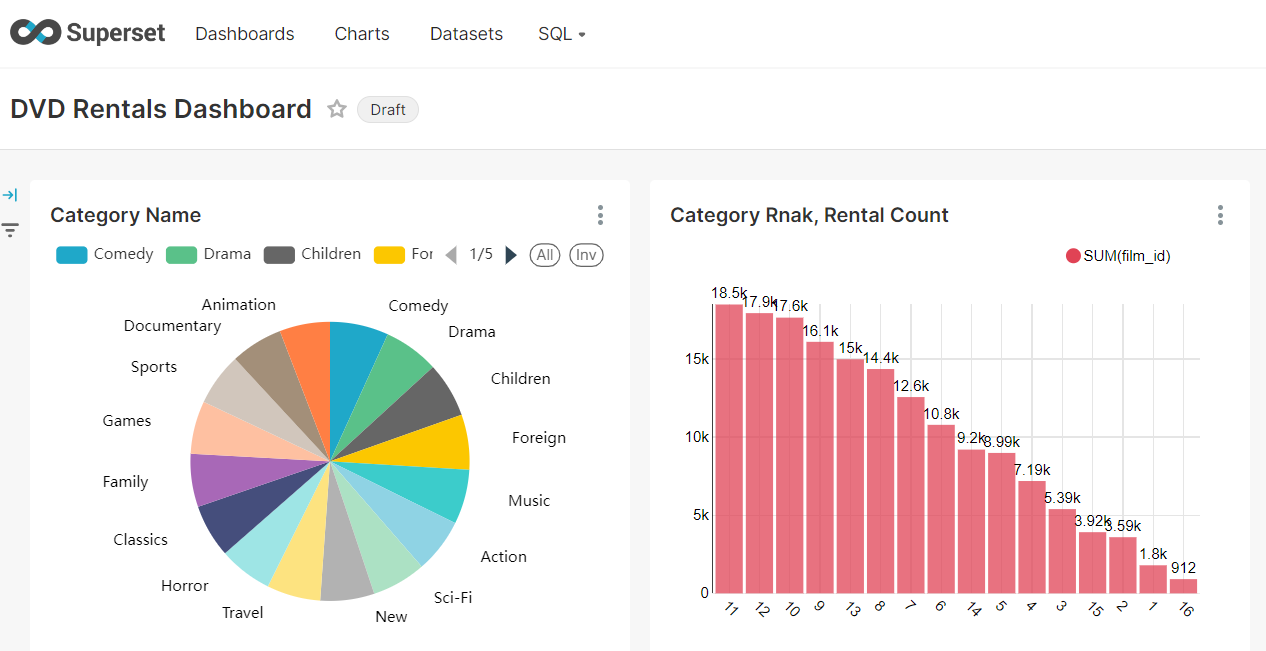 Superset Dashboards Charts Datasets SQL
DVD Rentals Dashboard Draft
Category Name
Comedy Drama Children For 1/5 All Inv
Animation
Comedy
Documentary
Drama
Sports
Children
Games
Foreign
Family
Music
Classics
Action
Horror
Sci-Fi
Travel
New
Category Rnak, Rental Count
SUM(film_id)
18.5k 17.9k 17.6k 16.1k 15k 14.4k 12.6k 10.8k 9.2k 8.99k 7.19k 5.39k 3.92k 3.59k 1.8k 912
15k
10k
5k
0
11 12 10 9 13 8 7 6 14 5 4 3 15 2 1 16